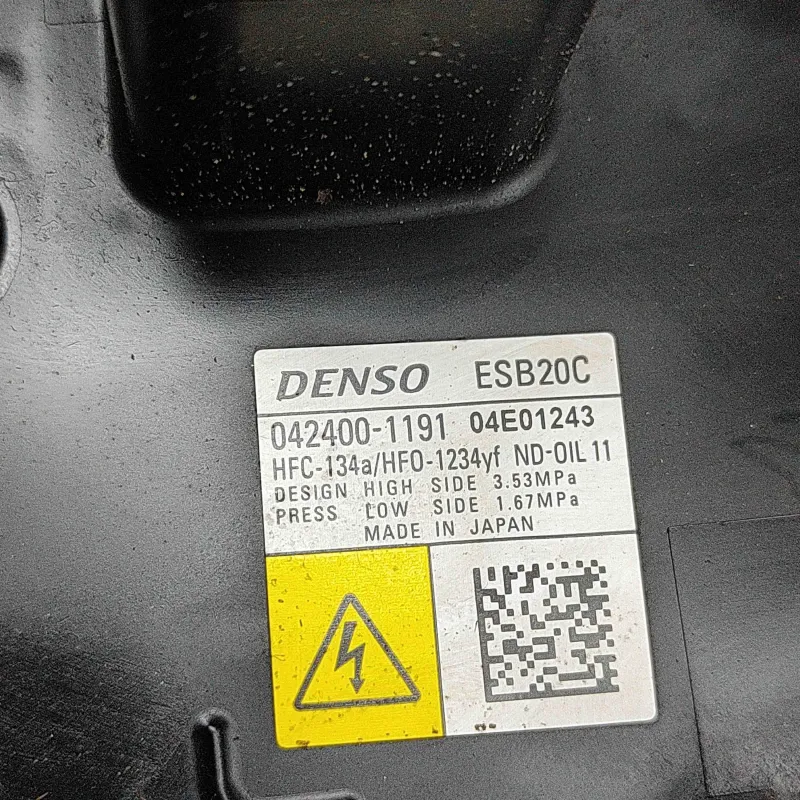 DENSO ESB20C
042400-1191 04E01243
HFC-134a/HFO-1234yf ND-OIL 11
DESIGN HIGH SIDE 3.53MPa
PRESS LOW SIDE 1.67MPa
MADE IN JAPAN